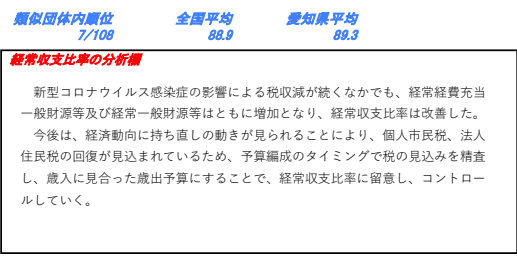 類似団体内順位 全国平均 愛知県平均
7/108 88.9 89.3
経常収支比率の分析欄
新型コロナウイルス感染症の影響による税収減が続くなかでも、経常経費充当
一般財源等及び経常一般財源等はともに増加となり、経常収支比率は改善した。
今後は、経済動向に持ち直しの動きが見られることにより、個人市民税、法人
住民税の回復が見込まれているため、予算編成のタイミングで税の見込みを精査
し、歳入に見合った歳出予算にすることで、経常収支比率に留意し、コントロー
ルしていく。